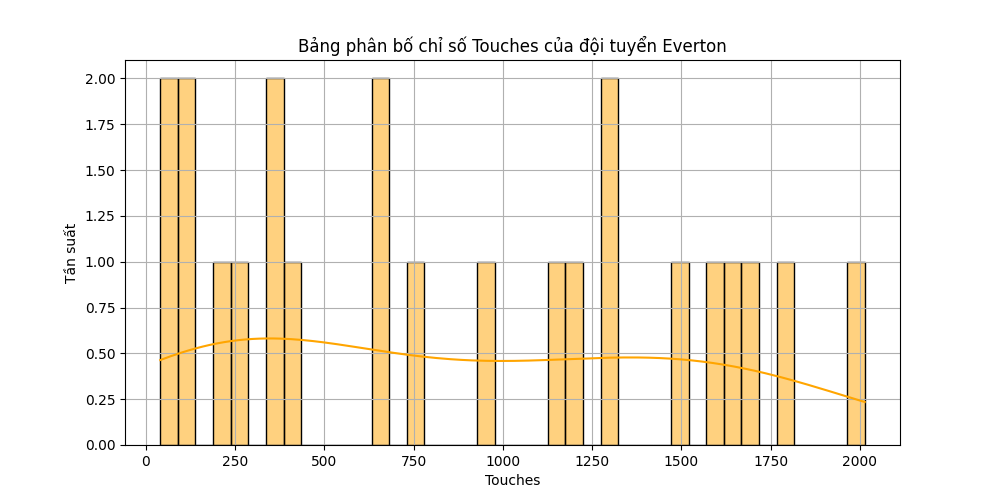 Bảng phân bố chỉ số Touches của đội tuyển Everton
Tần suất
2.00
1.75
1.50
1.25
1.00
0.75
0.50
0.25
0.00
0 250 500 750 1000 1250 1500 1750 2000
Touches